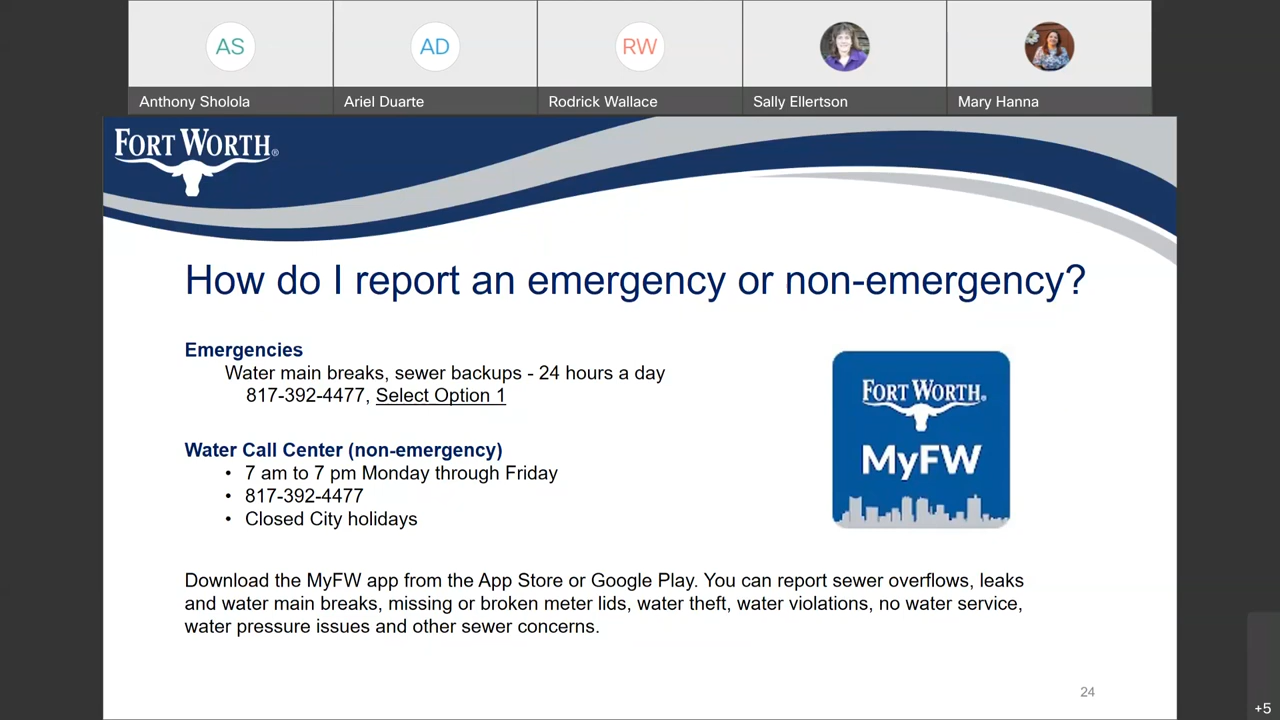 AS
AD
RW
Anthony Sholola
Ariel Duarte
Rodrick Wallace
Sally Ellertson
Mary Hanna
FORT WORTH®
How do I report an emergency or non-emergency?
Emergencies
Water main breaks, sewer backups - 24 hours a day
817-392-4477, Select Option 1
Water Call Center (non-emergency)
• 7 am to 7 pm Monday through Friday
• 817-392-4477
• Closed City holidays
FORT WORTH®
MyFW
Download the MyFW app from the App Store or Google Play. You can report sewer overflows, leaks
and water main breaks, missing or broken meter lids, water theft, water violations, no water service,
water pressure issues and other sewer concerns.
24
+5